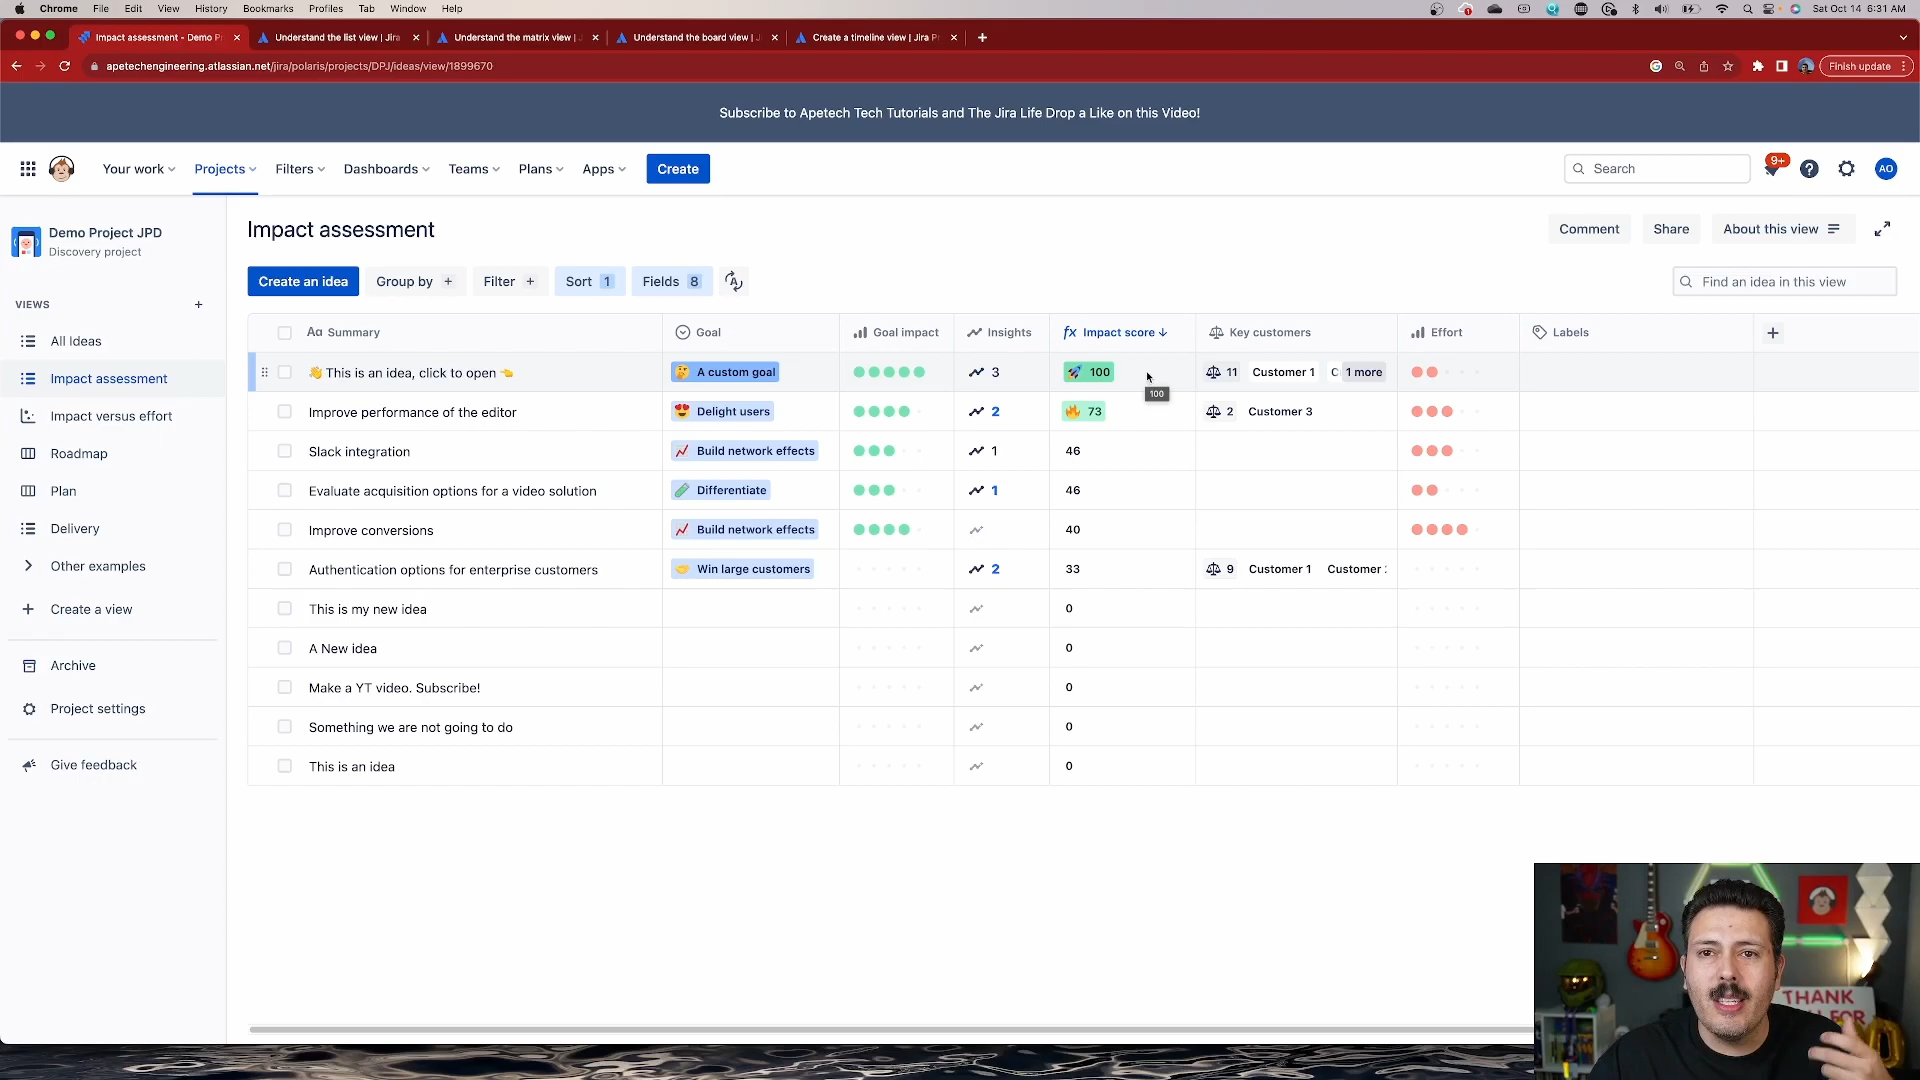 Chrome File Edit View History Bookmarks Profiles Tab Window Help
Sat Oct 14 6:31 AM
Impact assessment - Demo P
Understand the list view | Jira
Understand the matrix view |
Understand the board view | J
Create a timeline view | Jira P
apetechengineering.atlassian.net/jira/polaris/projects/DPJ/ideas/view/1899670
Finish update
Subscribe to Apetech Tech Tutorials and The Jira Life Drop a Like on this Video!
Your work Projects Filters Dashboards Teams Plans Apps Create
Search
9+
AO
Demo Project JPD
Discovery project
VIEWS
All Ideas
Impact assessment
Impact versus effort
Roadmap
Plan
Delivery
Other examples
Create a view
Archive
Project settings
Give feedback
Impact assessment
Comment Share About this view
Create an idea Group by + Filter + Sort 1 Fields 8
Find an idea in this view
Aa Summary Goal Goal impact Insights fx Impact score Key customers Effort Labels
👋 This is an idea, click to open 👈 A custom goal 3 100 11 Customer 1 C 1 more
100
Improve performance of the editor Delight users 2 73 2 Customer 3
Slack integration Build network effects 1 46
Evaluate acquisition options for a video solution Differentiate 1 46
Improve conversions Build network effects 40
Authentication options for enterprise customers Win large customers 2 33 9 Customer 1 Customer
This is my new idea 0
A New idea 0
Make a YT video. Subscribe! 0
Something we are not going to do 0
This is an idea 0
THANK
FOR